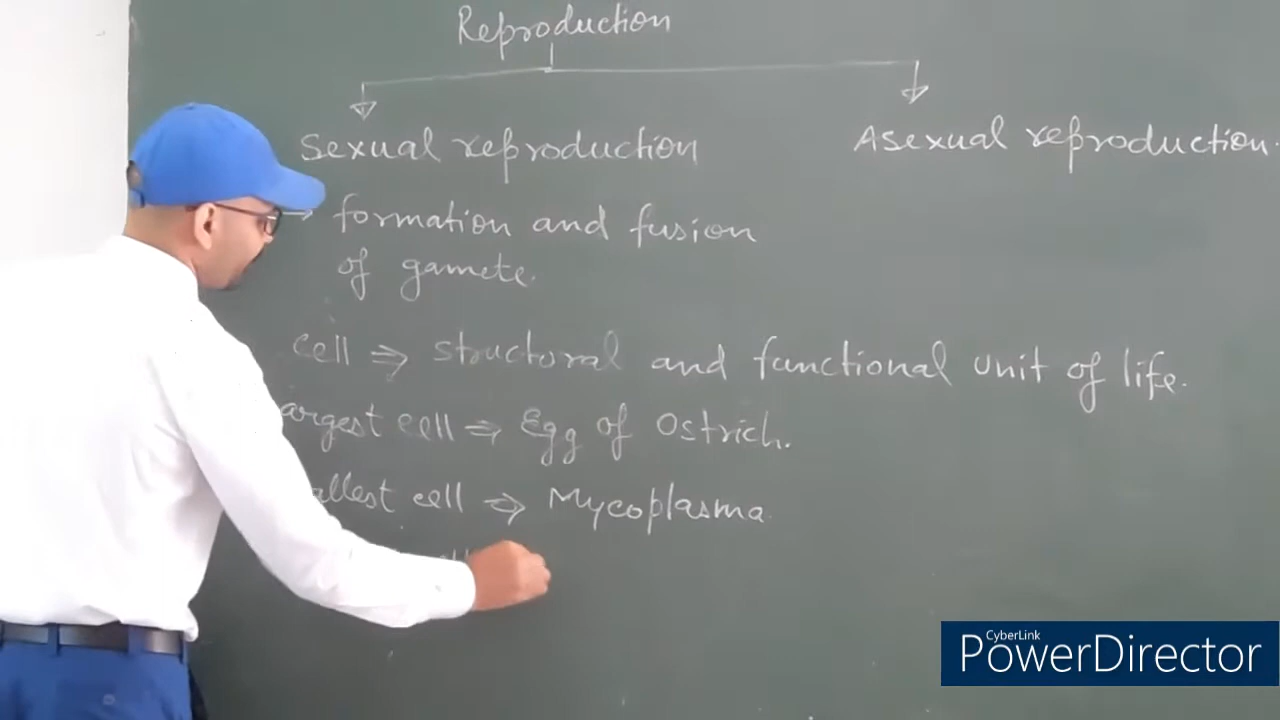 Reproduction
Sexual reproduction
Asexual reproduction.
→ formation and fusion
of gamete.
cell ⇒ structoral and functional unit of life.
argest cell ⇒ Egg of Ostrich.
allest cell ⇒ Mycoplasma
CyberLink
PowerDirector